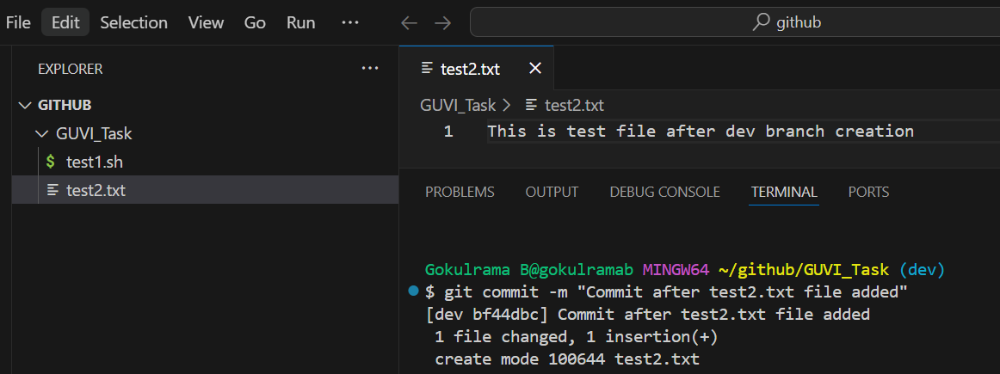 File Edit Selection View Go Run ··· ← → github
EXPLORER ···
GITHUB
GUVI_Task
$ test1.sh
test2.txt
test2.txt ×
GUVI_Task > test2.txt
1 This is test file after dev branch creation
PROBLEMS OUTPUT DEBUG CONSOLE TERMINAL PORTS
Gokulrama B@gokulramab MINGW64 ~/github/GUVI_Task (dev)
$ git commit -m "Commit after test2.txt file added"
[dev bf44dbc] Commit after test2.txt file added
1 file changed, 1 insertion(+)
create mode 100644 test2.txt